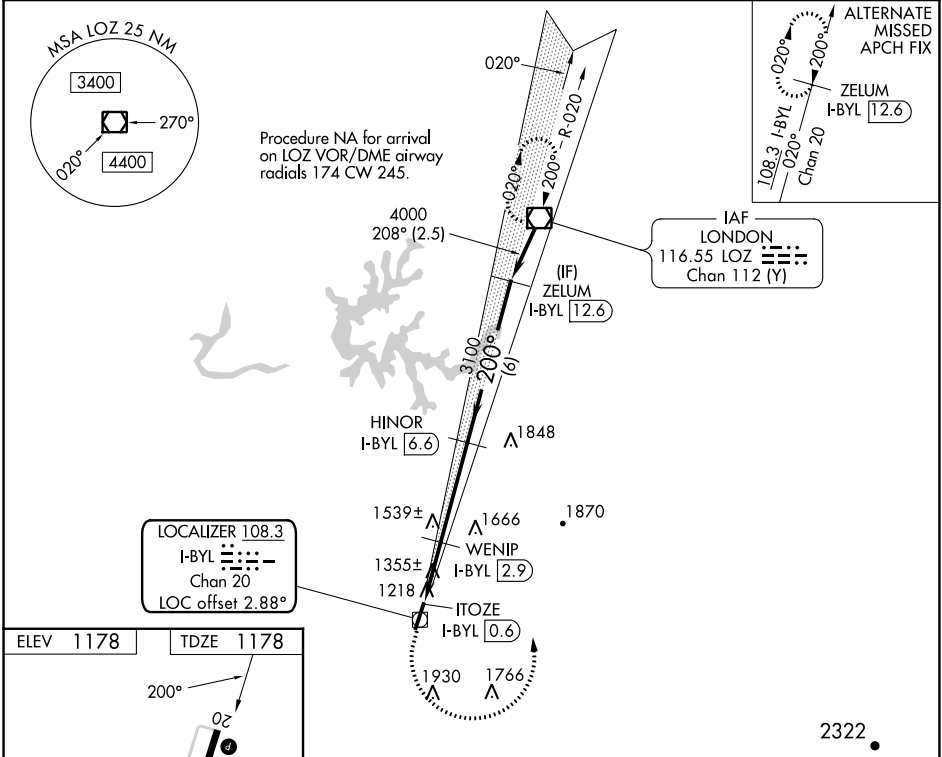 MSA LOZ 25 NM
3400
270°
020°
4400
Procedure NA for arrival
on LOZ VOR/DME airway
radials 174 CW 245.
020°
R-020
020°
200°
4000
208° (2.5)
(IF)
ZELUM
I-BYL 12.6
IAF
LONDON
116.55 LOZ
Chan 112 (Y)
ALTERNATE
MISSED
APCH FIX
020°
200°
ZELUM
I-BYL 12.6
108.3 I-BYL
020°
Chan 20
3100
200°
(6)
HINOR
I-BYL 6.6
1848
1539±
1666
1870
WENIP
I-BYL 2.9
1355±
1218
ITOZE
I-BYL 0.6
LOCALIZER 108.3
I-BYL
Chan 20
LOC offset 2.88°
1930
1766
2322
ELEV 1178
TDZE 1178
200°
20
P